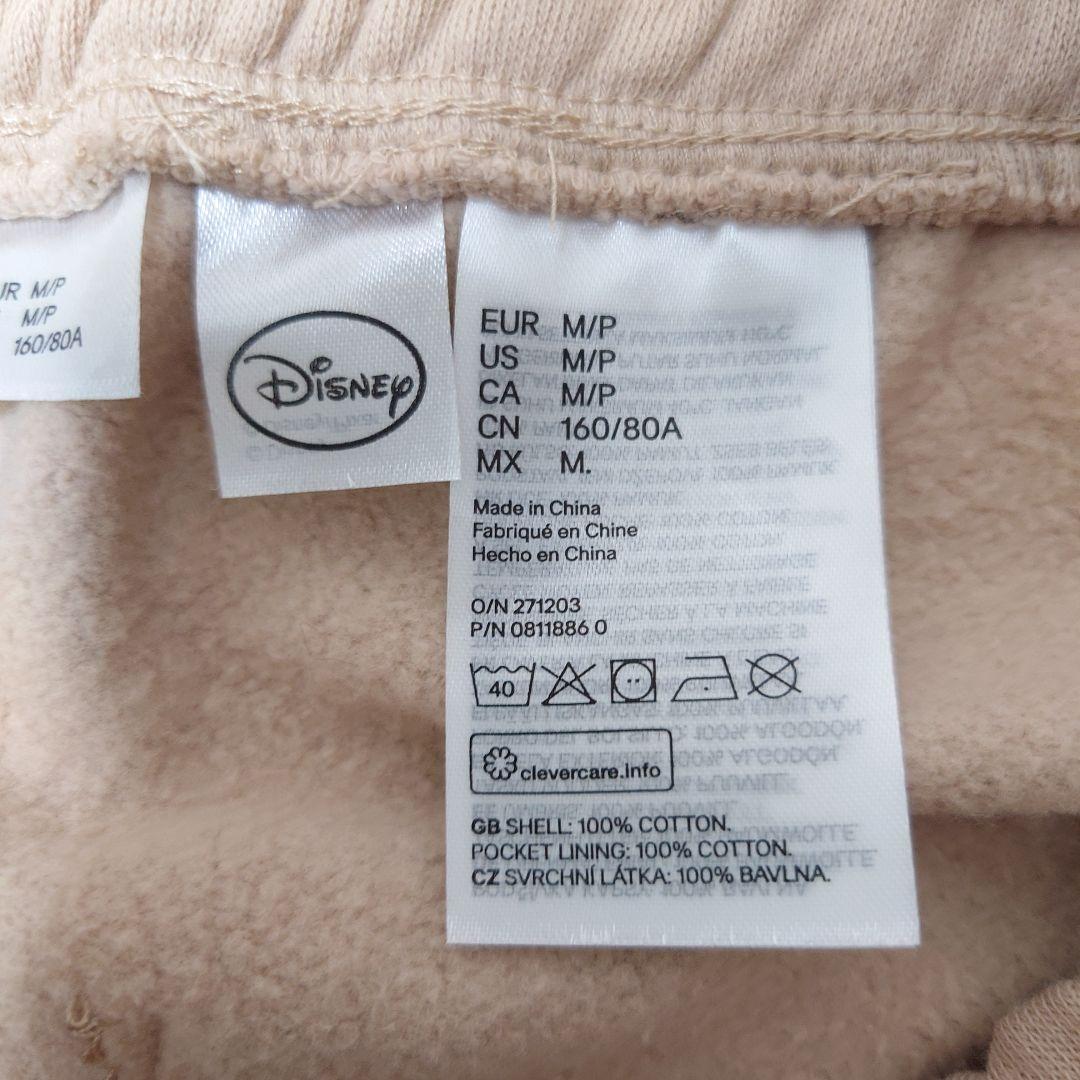 M/P
M/P
160/80A
Disney
EUR M/P
US M/P
CA M/P
CN 160/80A
MX M.
Made in China
Fabriqué en Chine
Hecho en China
O/N 271203
P/N 0811886 0
40
clevercare.info
GB SHELL: 100% COTTON.
POCKET LINING: 100% COTTON.
CZ SVRCHNÍ LÁTKA: 100% BAVLNA.